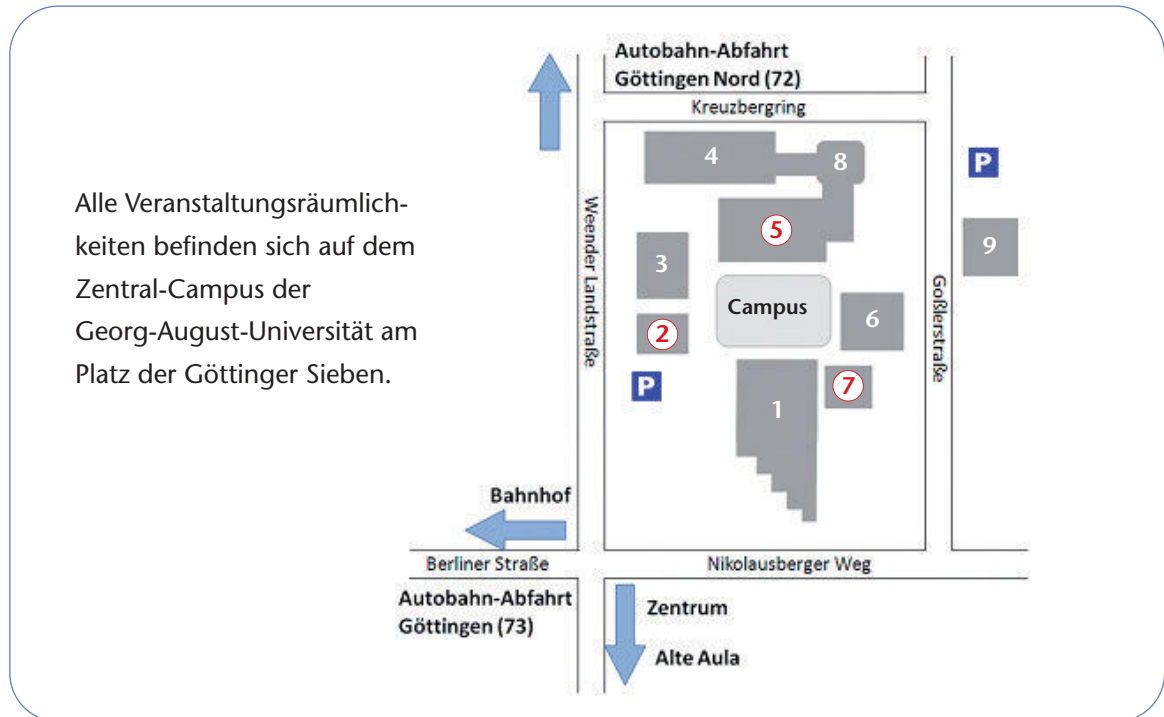 Alle Veranstaltungsräumlich-
keiten befinden sich auf dem
Zentral-Campus der
Georg-August-Universität am
Platz der Göttinger Sieben.
Autobahn-Abfahrt
Göttingen Nord (72)
Kreuzbergring
4
8
P
Weender Landstraße
5
3
9
Goßlerstraße
Campus
2
6
P
7
1
Bahnhof
Berliner Straße
Nikolausberger Weg
Autobahn-Abfahrt
Göttingen (73)
Zentrum
Alte Aula